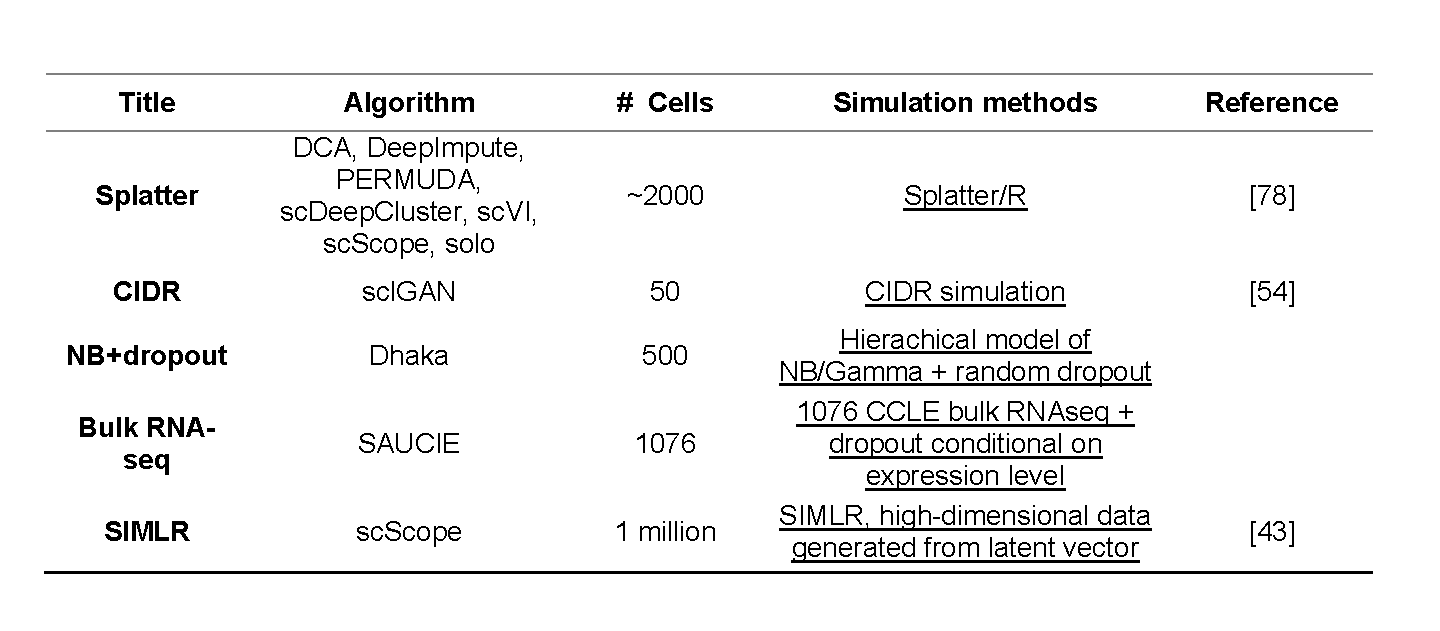 Title Algorithm # Cells Simulation methods Reference
DCA, DeepImpute,
PERMUDA,
Splatter scDeepCluster, scVI, ~2000 Splatter/R [78]
scScope, solo
CIDR scIGAN 50 CIDR simulation [54]
Hierachical model of
NB+dropout Dhaka 500
NB/Gamma + random dropout
1076 CCLE bulk RNAseq +
Bulk RNA-
SAUCIE 1076 dropout conditional on
seq
expression level
SIMLR, high-dimensional data
SIMLR scScope 1 million [43]
generated from latent vector